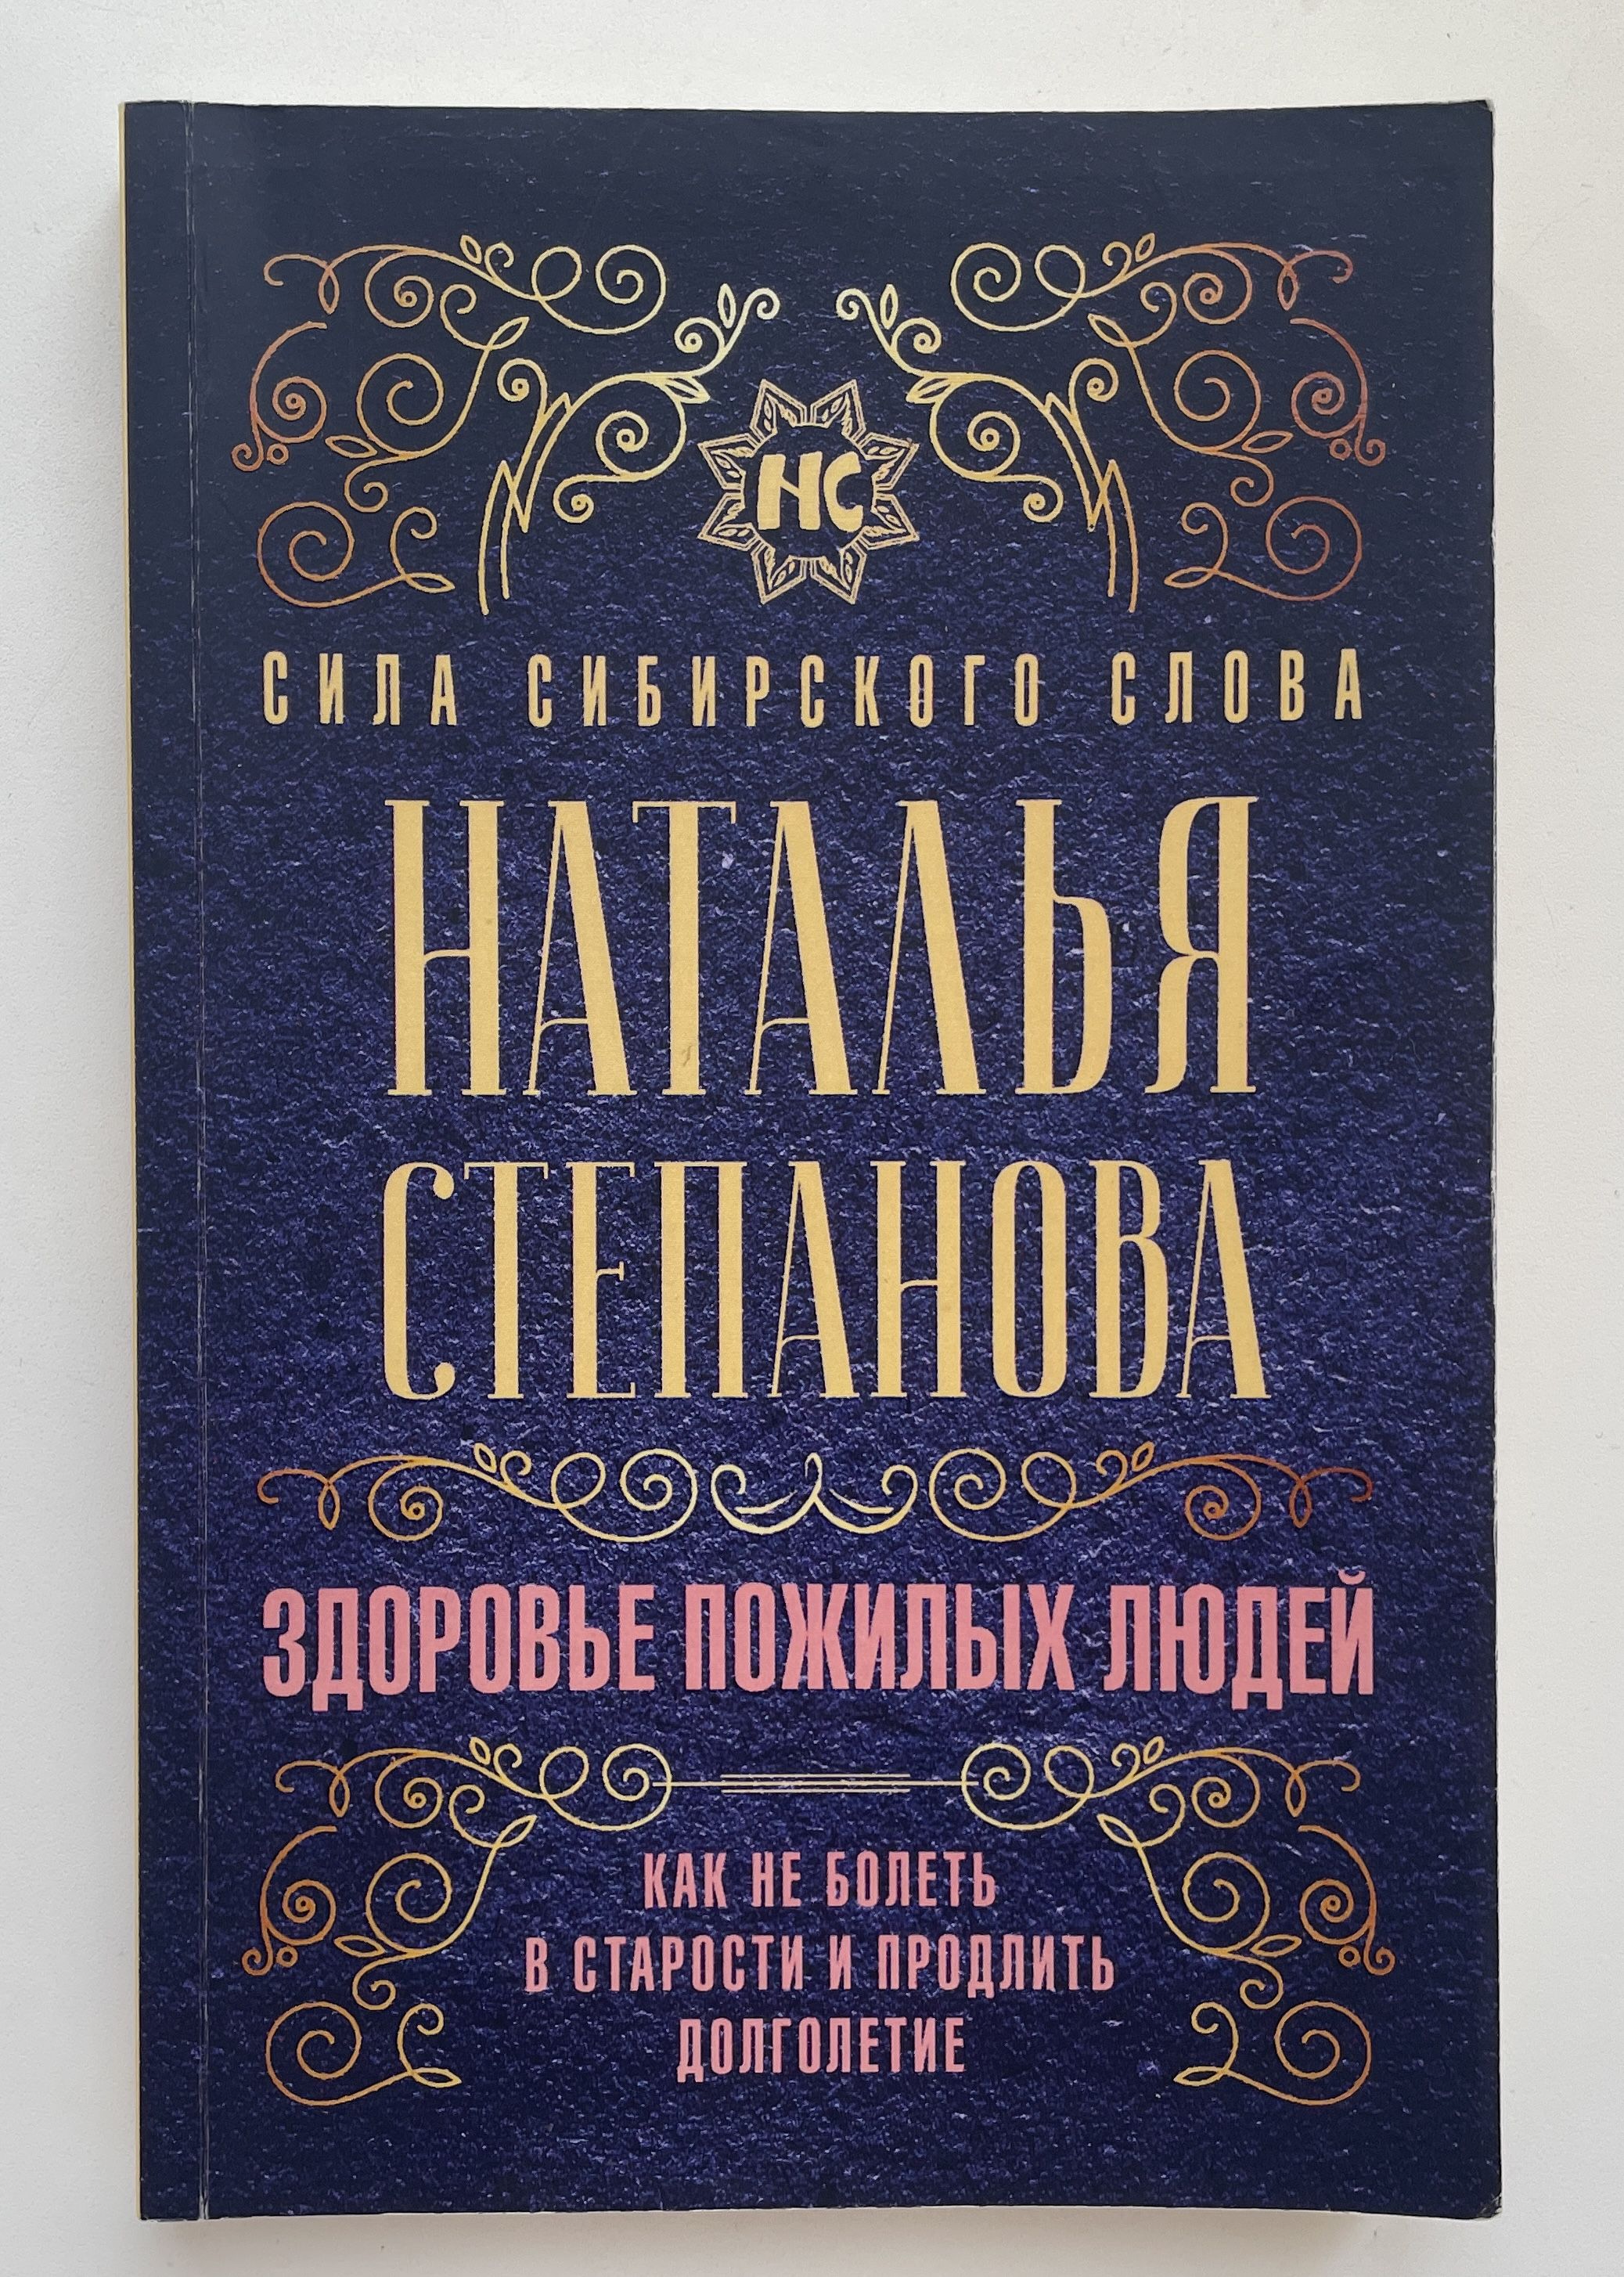 НС
СИЛА СИБИРСКОГО СЛОВА
НАТАЛЬЯ
СТЕПАНОВА
ЗДОРОВЬЕ ПОЖИЛЫХ ЛЮДЕЙ
КАК НЕ БОЛЕТЬ
В СТАРОСТИ И ПРОДЛИТЬ
ДОЛГОЛЕТИЕ